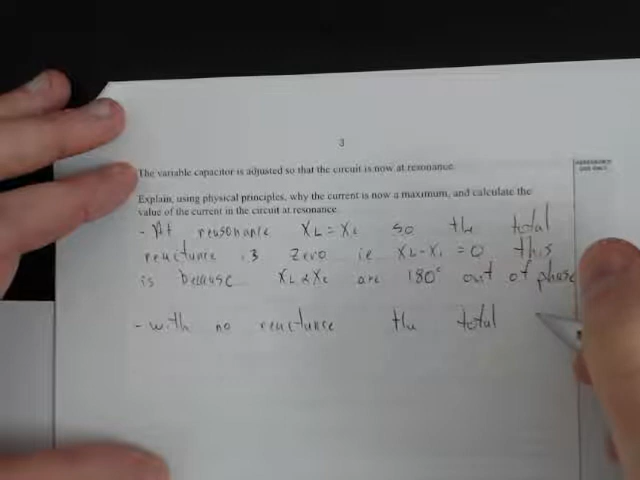 3
The variable capacitor is adjusted so that the circuit is now at resonance.
Explain, using physical principles, why the current is now a maximum, and calculate the
value of the current in the circuit at resonance.
- At resonance XL = Xc so the total
reactance is zero ie XL - Xc = 0 this
is because XL & Xc are 180° out of phase
- with no reactance the total